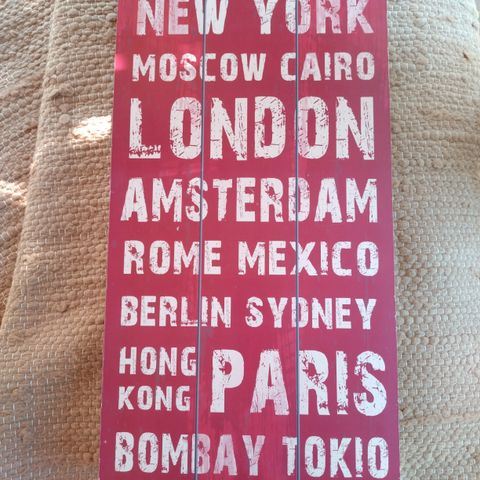 NEW YORK
MOSCOW CAIRO
LONDON
AMSTERDAM
ROME MEXICO
BERLIN SYDNEY
HONG KONG PARIS
BOMBAY TOKIO